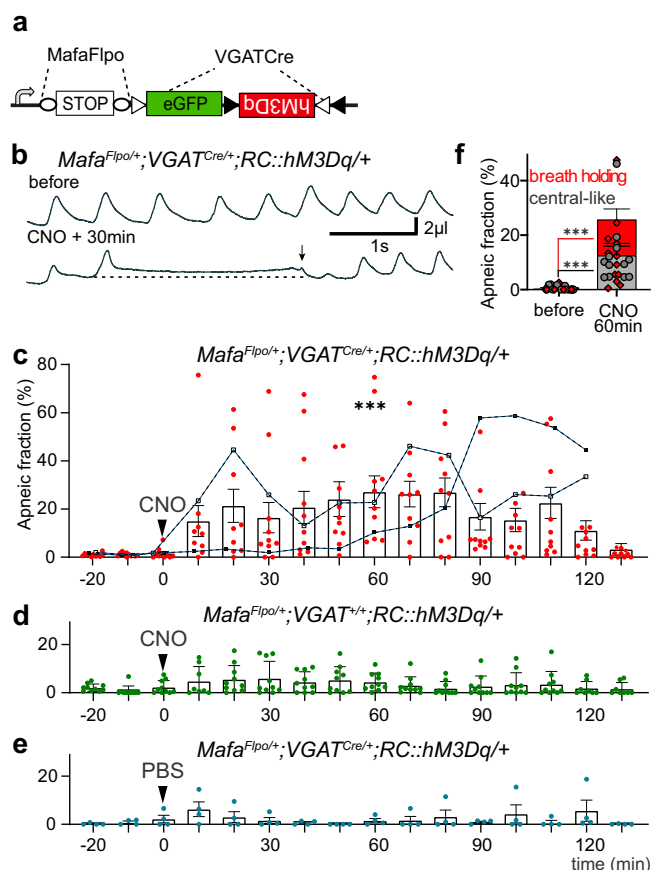 a
MafaFlpo VGATCre
STOP eGFP hM3Dq
b Mafa^Flpo/+;VGAT^Cre/+;RC::hM3Dq/+
before
2µl
1s
CNO + 30min
f
Apneic fraction (%)
40
20
0
breath holding
central-like
***
***
before CNO
60min
c Mafa^Flpo/+;VGAT^Cre/+;RC::hM3Dq/+
Apneic fraction (%)
80
60
40
20
0
***
CNO
-20 0 30 60 90 120
d Mafa^Flpo/+;VGAT^+/+;RC::hM3Dq/+
CNO
20
0
-20 0 30 60 90 120
e Mafa^Flpo/+;VGAT^Cre/+;RC::hM3Dq/+
PBS
20
0
-20 0 30 60 90 120
time (min)